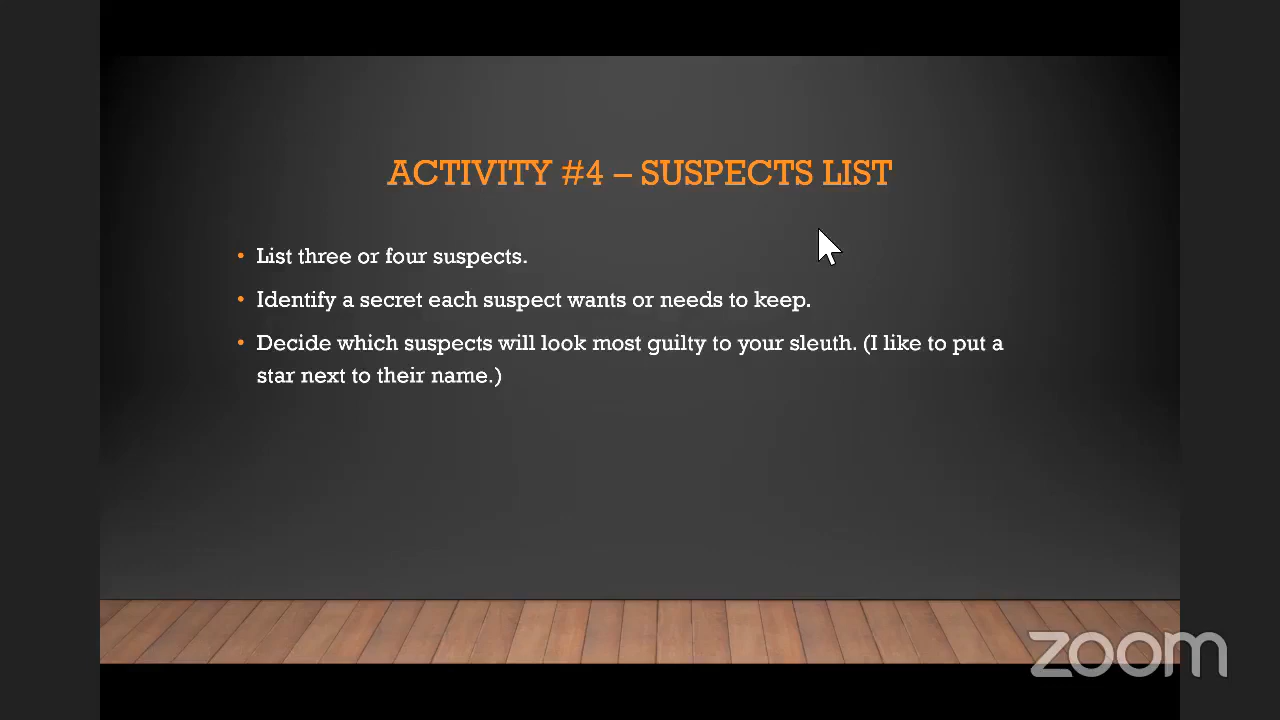 ACTIVITY #4 – SUSPECTS LIST
• List three or four suspects.
• Identify a secret each suspect wants or needs to keep.
• Decide which suspects will look most guilty to your sleuth. (I like to put a
star next to their name.)
zoom